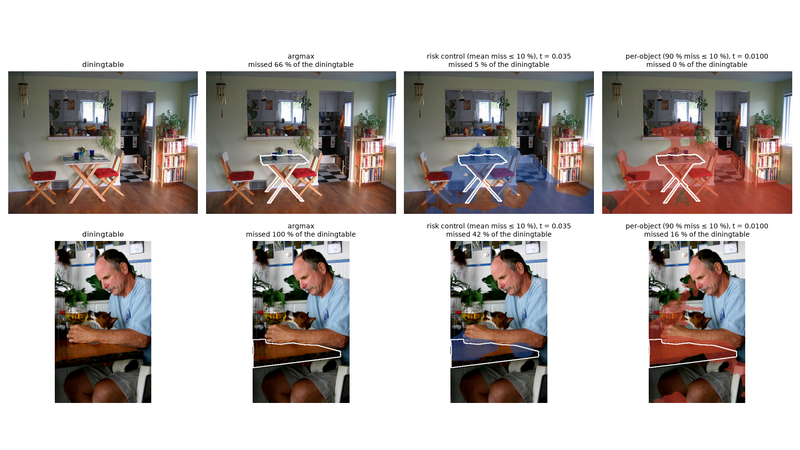 diningtable
argmax
missed 66 % of the diningtable
risk control (mean miss ≤ 10 %), t = 0.035
missed 5 % of the diningtable
per-object (90 % miss ≤ 10 %), t = 0.0100
missed 0 % of the diningtable
diningtable
argmax
missed 100 % of the diningtable
risk control (mean miss ≤ 10 %), t = 0.035
missed 42 % of the diningtable
per-object (90 % miss ≤ 10 %), t = 0.0100
missed 16 % of the diningtable